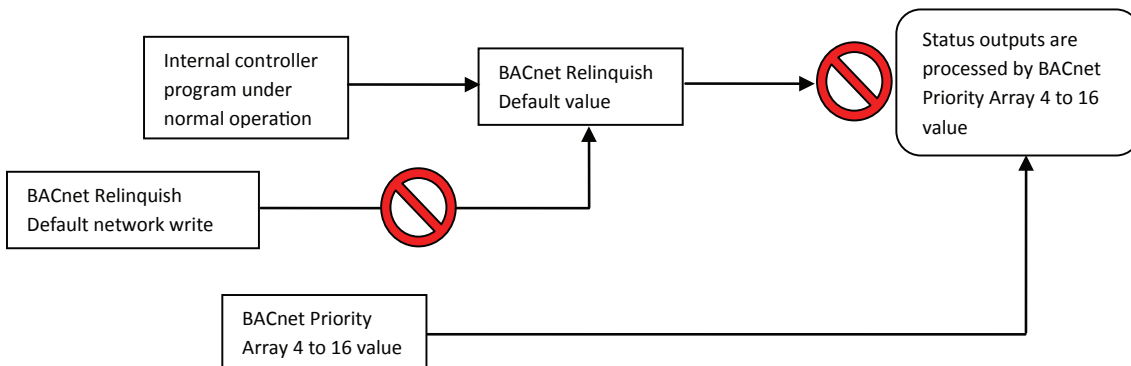 Internal controller
program under
normal operation
BACnet Relinquish
Default value
Status outputs are
processed by BACnet
Priority Array 4 to 16
value
BACnet Relinquish
Default network write
BACnet Priority
Array 4 to 16 value